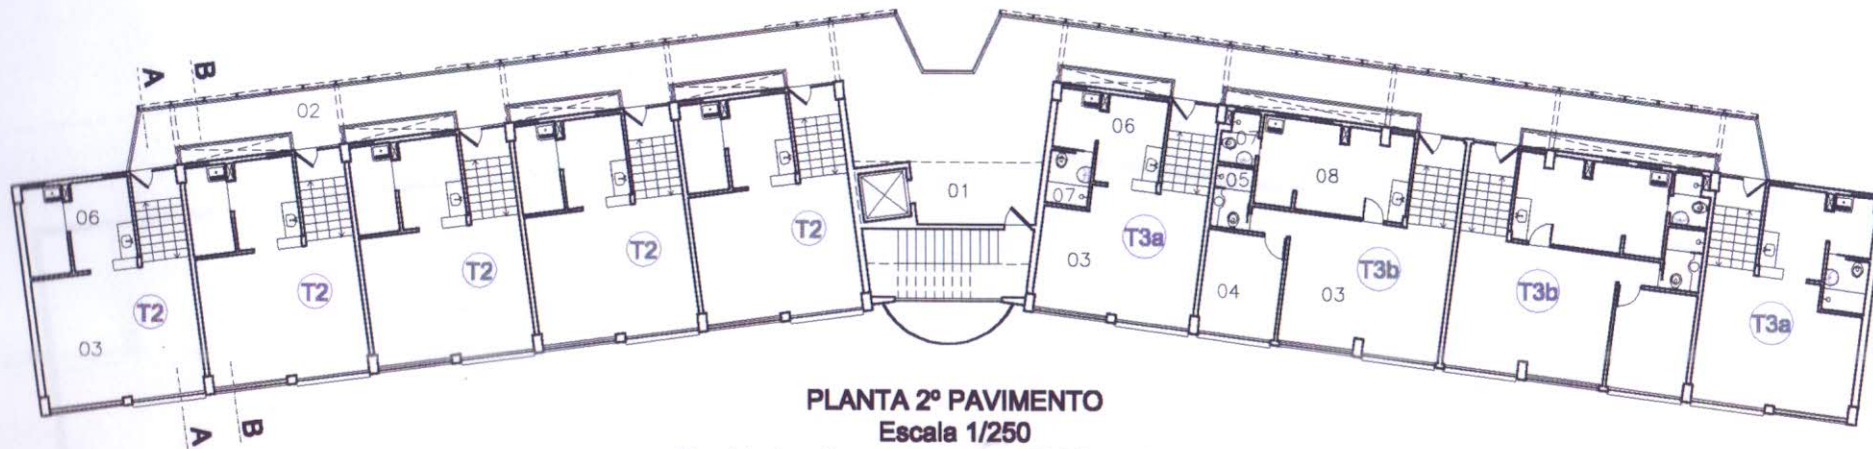 A
B
02
01
06
03
T2
T2
T2
T2
T2
06
07
03
T3a
07
05
08
04
03
T3b
T3b
T3a
A
B
PLANTA 2º PAVIMENTO
Escala 1/250